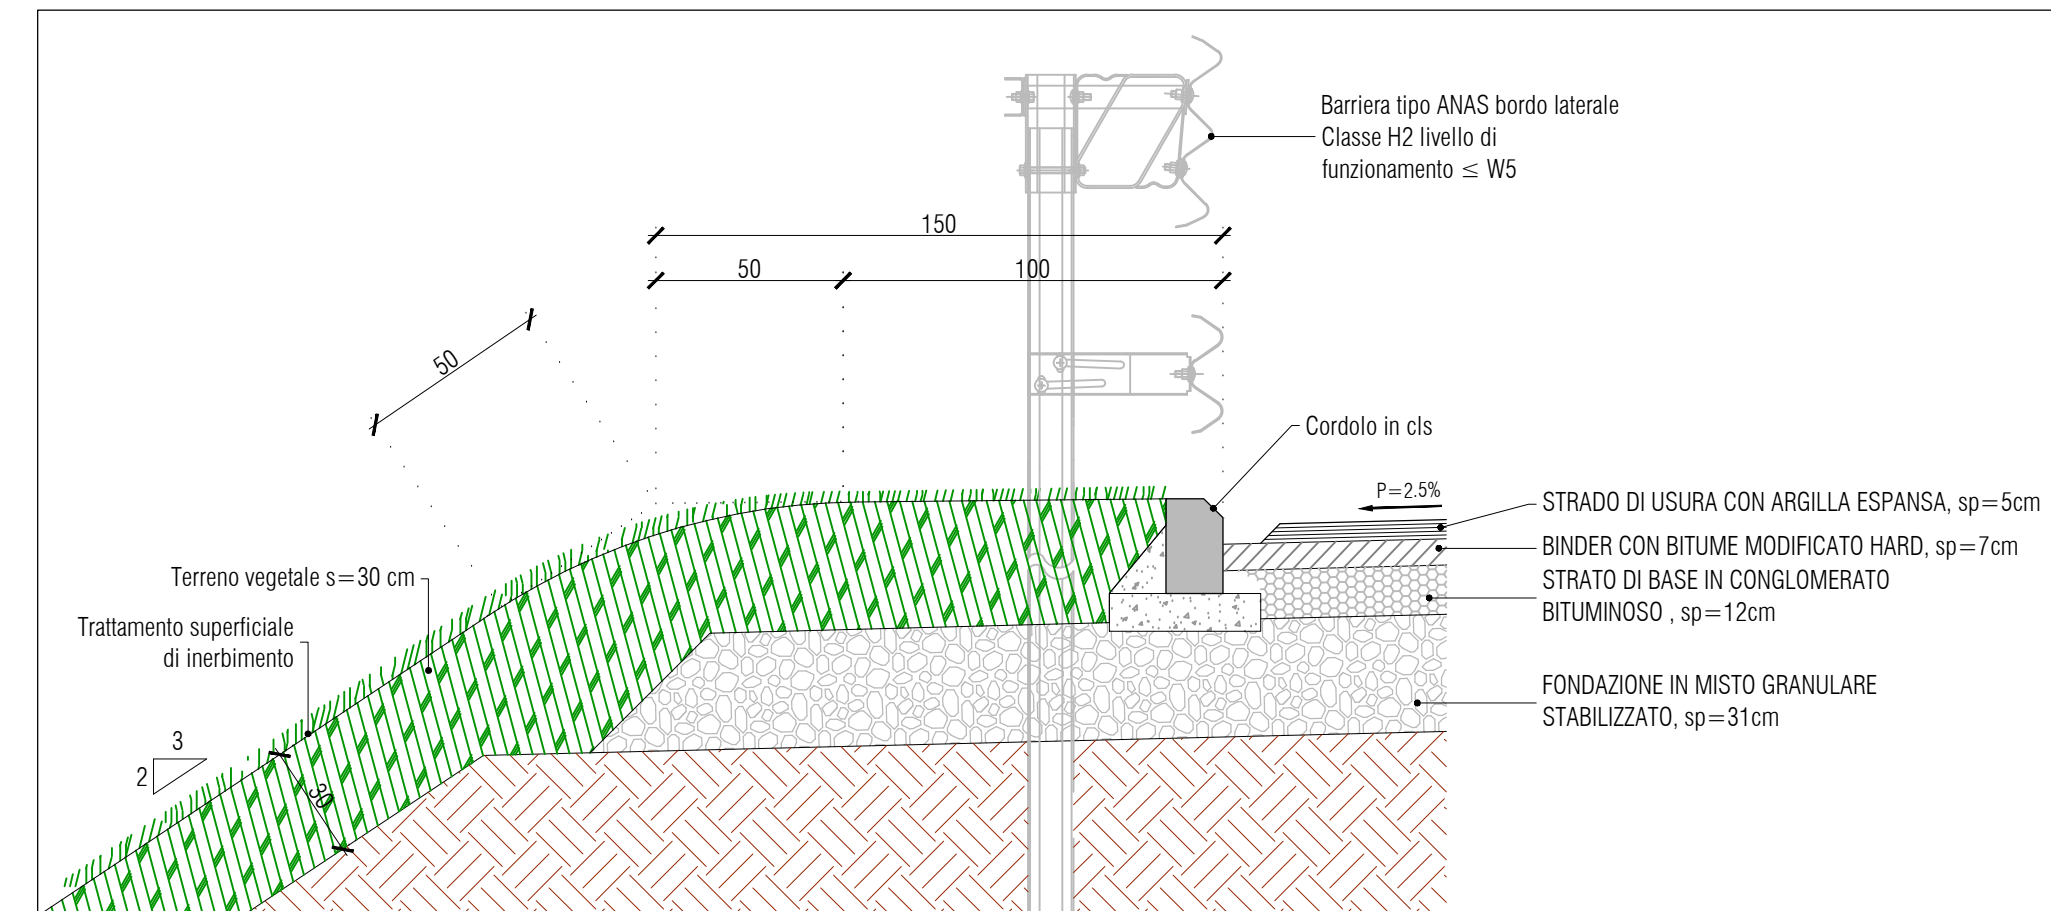 Barriera tipo ANAS bordo laterale
Classe H2 livello di
funzionamento ≤ W5
150
50
100
50
Cordolo in cls
P=2.5%
STRADO DI USURA CON ARGILLA ESPANSA, sp=5cm
BINDER CON BITUME MODIFICATO HARD, sp=7cm
STRATO DI BASE IN CONGLOMERATO
BITUMINOSO , sp=12cm
Terreno vegetale s=30 cm
Trattamento superficiale
di inerbimento
FONDAZIONE IN MISTO GRANULARE
STABILIZZATO, sp=31cm
3
2
30